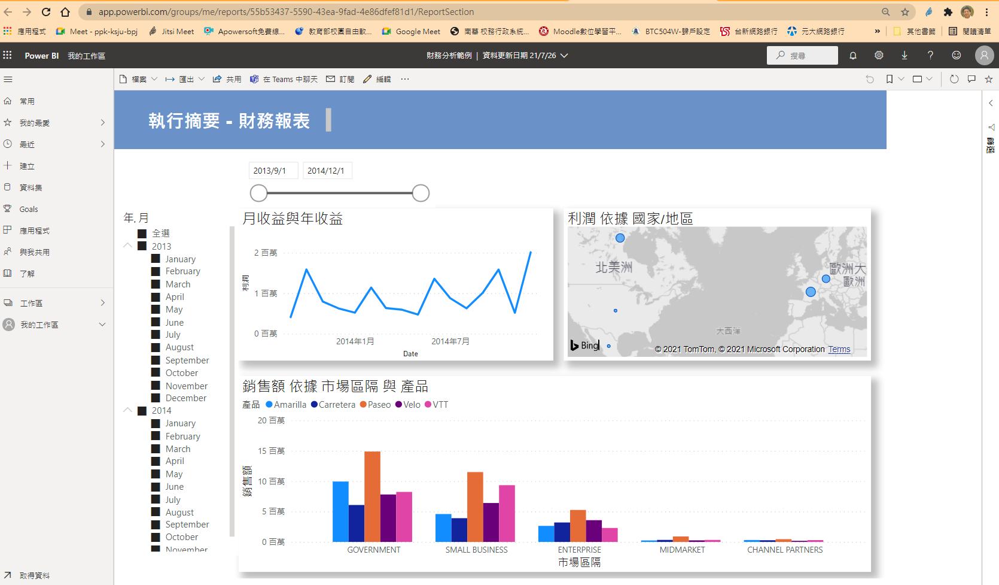 app.powerbi.com/groups/me/reports/55b53437-5590-43ea-9fad-4e86dfef81d1/ReportSection
應用程式 Meet - ppk-ksju-bpj Jitsi Meet Apowersoft免費線... 教育部校園自由軟... Google Meet 南華 校務行政系統... Moodle數位學習平... BTC504W-歸戶設定 台新網路銀行 元大網路銀行 » 其他書籤 閱讀清單
Power BI 我的工作區 財務分析範例 | 資料更新日期 21/7/26 搜尋
檔案 匯出 共用 在 Teams 中聊天 訂閱 編輯 ...
常用
我的最愛
最近
建立
資料集
Goals
應用程式
與我共用
了解
工作區
我的工作區
取得資料
執行摘要 - 財務報表
篩選
2013/9/1 2014/12/1
年, 月
全選
2013
January
February
March
April
May
June
July
August
September
October
November
December
2014
January
February
March
April
May
June
July
August
September
October
November
月收益與年收益
利潤
2 百萬
1 百萬
0 百萬
2014年1月 2014年7月
Date
利潤 依據 國家/地區
北美洲
歐洲大
歐洲
大西洋
Bing
© 2021 TomTom, © 2021 Microsoft Corporation Terms
銷售額 依據 市場區隔 與 產品
產品 Amarilla Carretera Paseo Velo VTT
銷售額
20 百萬
15 百萬
10 百萬
5 百萬
0 百萬
GOVERNMENT SMALL BUSINESS ENTERPRISE MIDMARKET CHANNEL PARTNERS
市場區隔